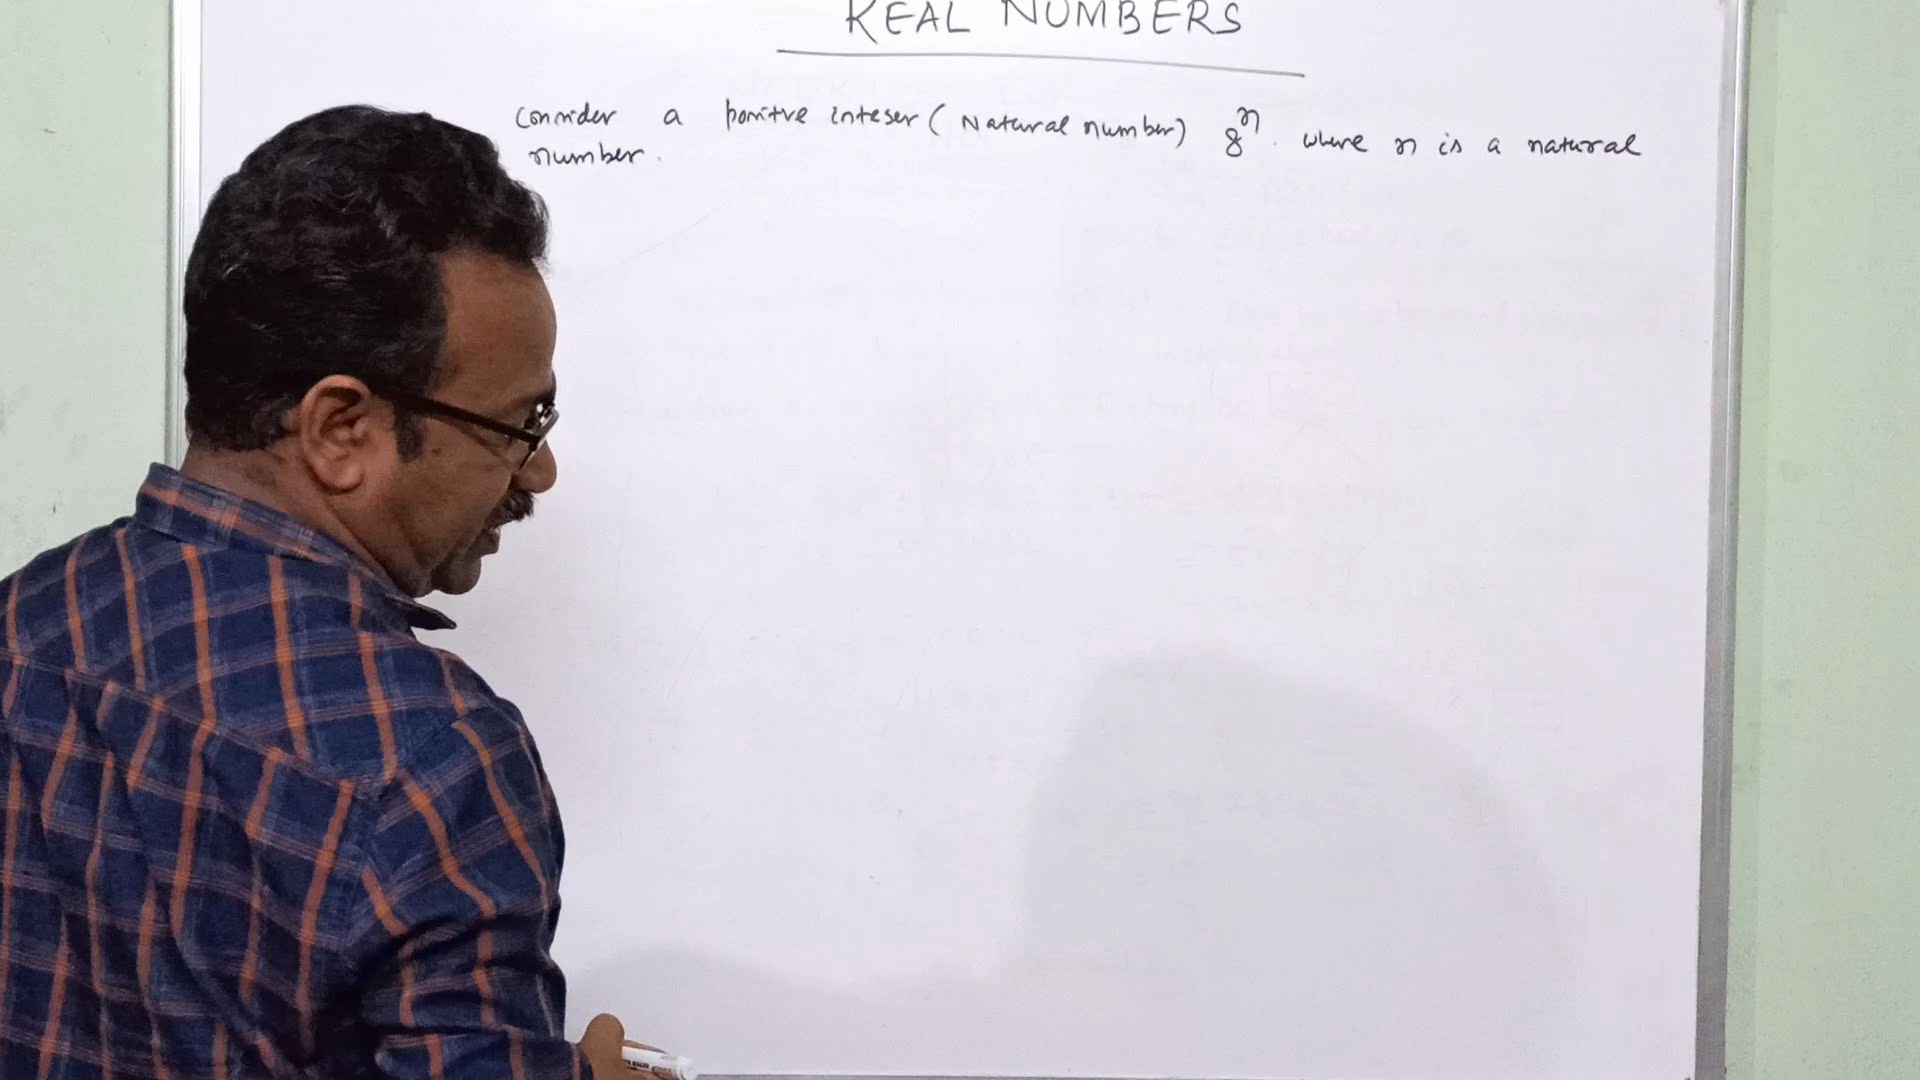 REAL NUMBERS
Consider a positive integer (Natural number) 8ⁿ. where n is a natural
number.